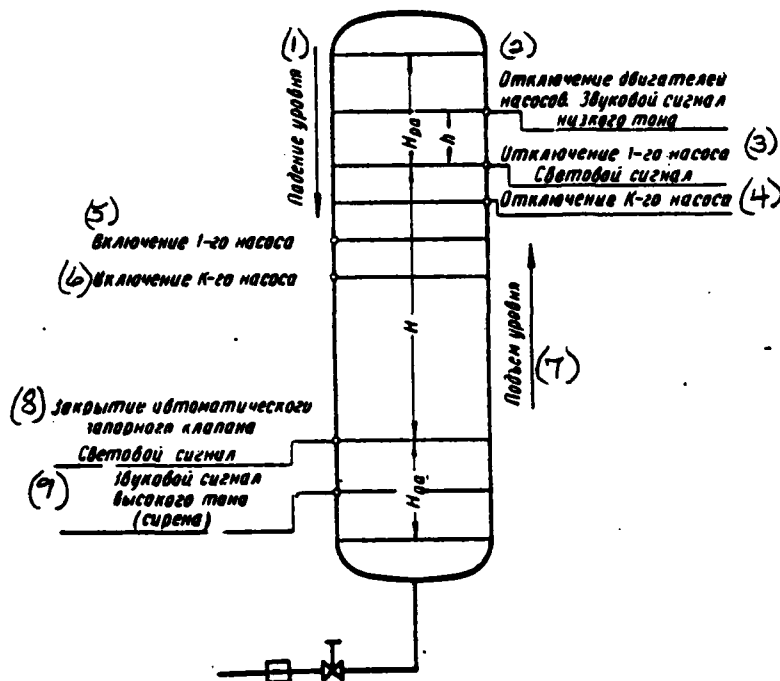 (1)
Падение уровня
(2)
Отключение двигателей
насосов. Звуковой сигнал
низкого тона
Отключение 1-го насоса (3)
Световой сигнал
Отключение К-го насоса (4)
(5)
Включение 1-го насоса
(6) Включение К-го насоса
Подъем уровня
(7)
(8) Закрытие автоматического
запорного клапана
Световой сигнал
(9) Звуковой сигнал
высокого тона
(сирена)
Hра
h
H
Hра